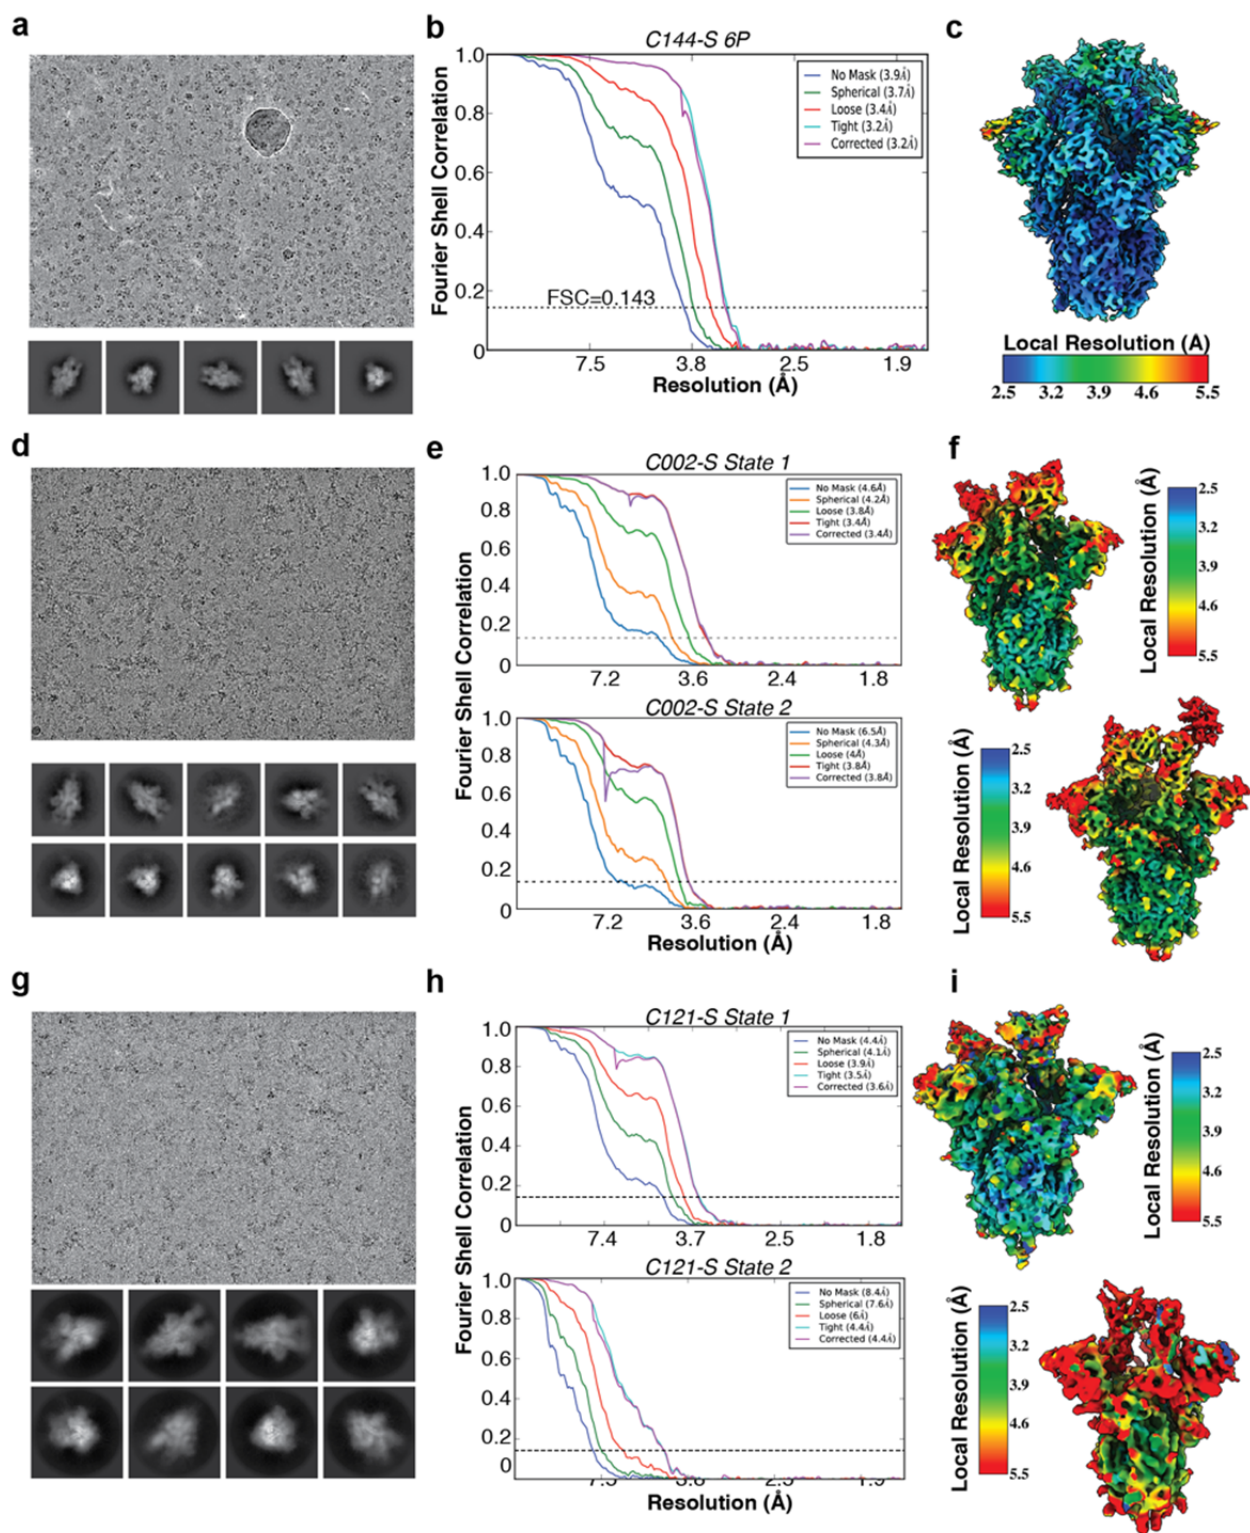 a
b
C144-S 6P
Fourier Shell Correlation
1.0
0.8
0.6
0.4
0.2
0
No Mask (3.9Å)
Spherical (3.7Å)
Loose (3.4Å)
Tight (3.2Å)
Corrected (3.2Å)
FSC=0.143
7.5 3.8 2.5 1.9
Resolution (Å)
c
Local Resolution (Å)
2.5 3.2 3.9 4.6 5.5
d
e
C002-S State 1
Fourier Shell Correlation
1.0
0.8
0.6
0.4
0.2
0
No Mask (4.6Å)
Spherical (4.2Å)
Loose (3.8Å)
Tight (3.4Å)
Corrected (3.4Å)
7.2 3.6 2.4 1.8
C002-S State 2
1.0
0.8
0.6
0.4
0.2
0
No Mask (6.5Å)
Spherical (4.3Å)
Loose (4Å)
Tight (3.8Å)
Corrected (3.8Å)
7.2 3.6 2.4 1.8
Resolution (Å)
f
Local Resolution (Å)
2.5
3.2
3.9
4.6
5.5
Local Resolution (Å)
2.5
3.2
3.9
4.6
5.5
g
h
C121-S State 1
Fourier Shell Correlation
1.0
0.8
0.6
0.4
0.2
0
No Mask (4.4Å)
Spherical (4.1Å)
Loose (3.9Å)
Tight (3.5Å)
Corrected (3.6Å)
7.4 3.7 2.5 1.8
C121-S State 2
1.0
0.8
0.6
0.4
0.2
0
No Mask (8.4Å)
Spherical (7.6Å)
Loose (6Å)
Tight (4.4Å)
Corrected (4.4Å)
Resolution (Å)
i
Local Resolution (Å)
2.5
3.2
3.9
4.6
5.5
Local Resolution (Å)
2.5
3.2
3.9
4.6
5.5